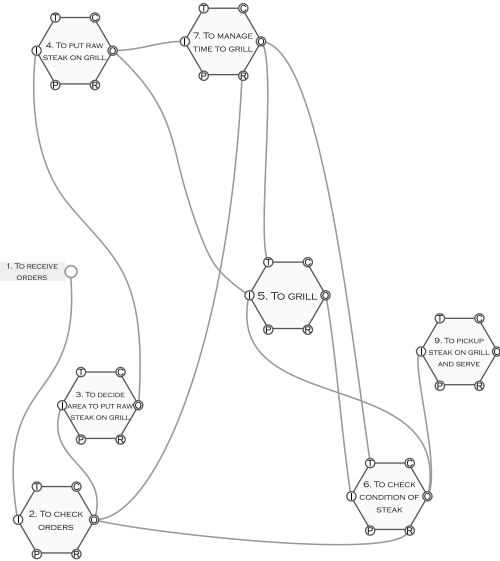 T
C
4. To put raw
steak on grill
I
O
P
R
T
C
7. To manage
time to grill
I
O
P
R
1. To receive
orders
T
C
5. To grill
I
O
P
R
T
C
9. To pickup
steak on grill
and serve
I
O
P
R
T
C
3. To decide
area to put raw
steak on grill
I
O
P
R
T
C
6. To check
condition of
steak
I
O
P
R
T
C
2. To check
orders
I
O
P
R